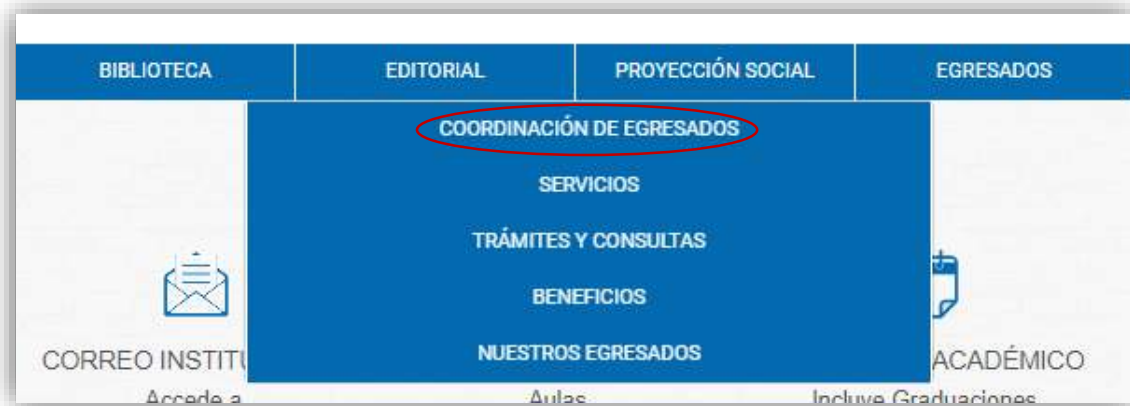 BIBLIOTECA EDITORIAL PROYECCIÓN SOCIAL EGRESADOS
COORDINACIÓN DE EGRESADOS
SERVICIOS
TRÁMITES Y CONSULTAS
BENEFICIOS
NUESTROS EGRESADOS
CORREO ACADÉMICO
Accede a Aulas Incluye Graduaciones